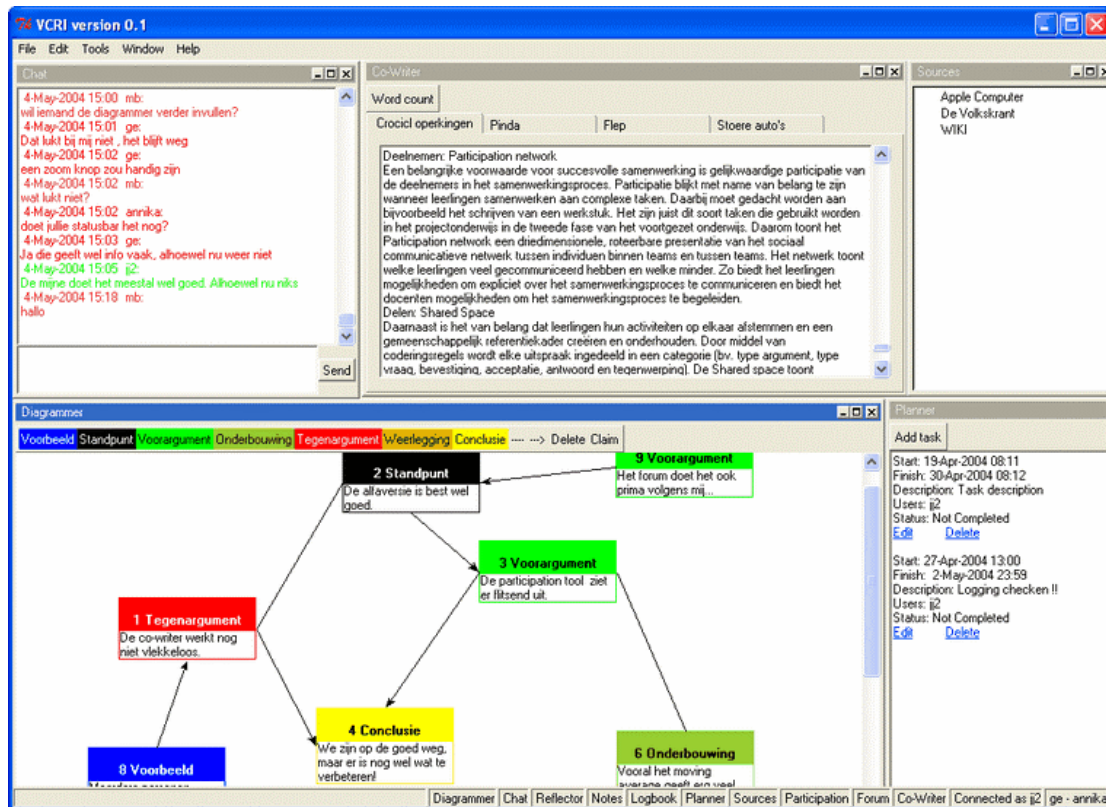 VCRI version 0.1
File Edit Tools Window Help
Chat
4-May-2004 15:00 mb:
wil iemand de diagrammer verder invullen?
4-May-2004 15:01 ge:
Dat lukt bij mij niet , het blijft weg
4-May-2004 15:02 ge:
een zoom knop zou handig zijn
4-May-2004 15:02 mb:
wat lukt niet?
4-May-2004 15:02 annika:
doet jullie statusbar het nog?
4-May-2004 15:03 ge:
Ja die geeft wel info vaak, alhoewel nu weer niet
4-May-2004 15:05 jj2:
De mijne doet het meestal wel goed. Alhoewel nu niks
4-May-2004 15:18 mb:
hallo
Send
Co-Writer
Word count
Crocicl operkingen Pinda Flep Stoere auto's
Deelnemen: Participation network
Een belangrijke voorwaarde voor succesvolle samenwerking is gelijkwaardige participatie van
de deelnemers in het samenwerkingsproces. Participatie blijkt met name van belang te zijn
wanneer leerlingen samenwerken aan complexe taken. Daarbij moet gedacht worden aan
bijvoorbeeld het schrijven van een werkstuk. Het zijn juist dit soort taken die gebruikt worden
in het projectonderwijs in de tweede fase van het voortgezet onderwijs. Daarom toont het
Participation network een driedimensionele, roteerbare presentatie van het sociaal
communicatieve netwerk tussen individuen binnen teams en tussen teams. Het netwerk toont
welke leerlingen veel gecommuniceerd hebben en welke minder. Zo biedt het leerlingen
mogelijkheden om expliciet over het samenwerkingsproces te communiceren en biedt het
docenten mogelijkheden om het samenwerkingsproces te begeleiden.
Delen: Shared Space
Daarnaast is het van belang dat leerlingen hun activiteiten op elkaar afstemmen en een
gemeenschappelijk referentiekader creëren en onderhouden. Door middel van
coderingsregels wordt elke uitspraak ingedeeld in een categorie (bv. type argument, type
vraag, bevestiging, acceptatie, antwoord en tegenwerping). De Shared space toont
Sources
Apple Computer
De Volkskrant
WIKI
Diagrammer
Voorbeeld Standpunt Voorargument Onderbouwing Tegenargument Weerlegging Conclusie ---- ---> Delete Claim
2 Standpunt
De alfaversie is best wel
goed.
9 Voorargument
Het forum doet het ook
prima volgens mij...
3 Voorargument
De participation tool ziet
er flitsend uit.
1 Tegenargument
De co-writer werkt nog
niet vlekkeloos.
4 Conclusie
We zijn op de goed weg,
maar er is nog wel wat te
verbeteren!
8 Voorbeeld
6 Onderbouwing
Vooral het moving
Planner
Add task
Start: 19-Apr-2004 08:11
Finish: 30-Apr-2004 08:12
Description: Task description
Users: jj2
Status: Not Completed
Edit Delete
Start: 27-Apr-2004 13:00
Finish: 2-May-2004 23:59
Description: Logging checken !!
Users: jj2
Status: Not Completed
Edit Delete
Diagrammer Chat Reflector Notes Logbook Planner Sources Participation Forum Co-Writer Connected as jj2 ge - annika